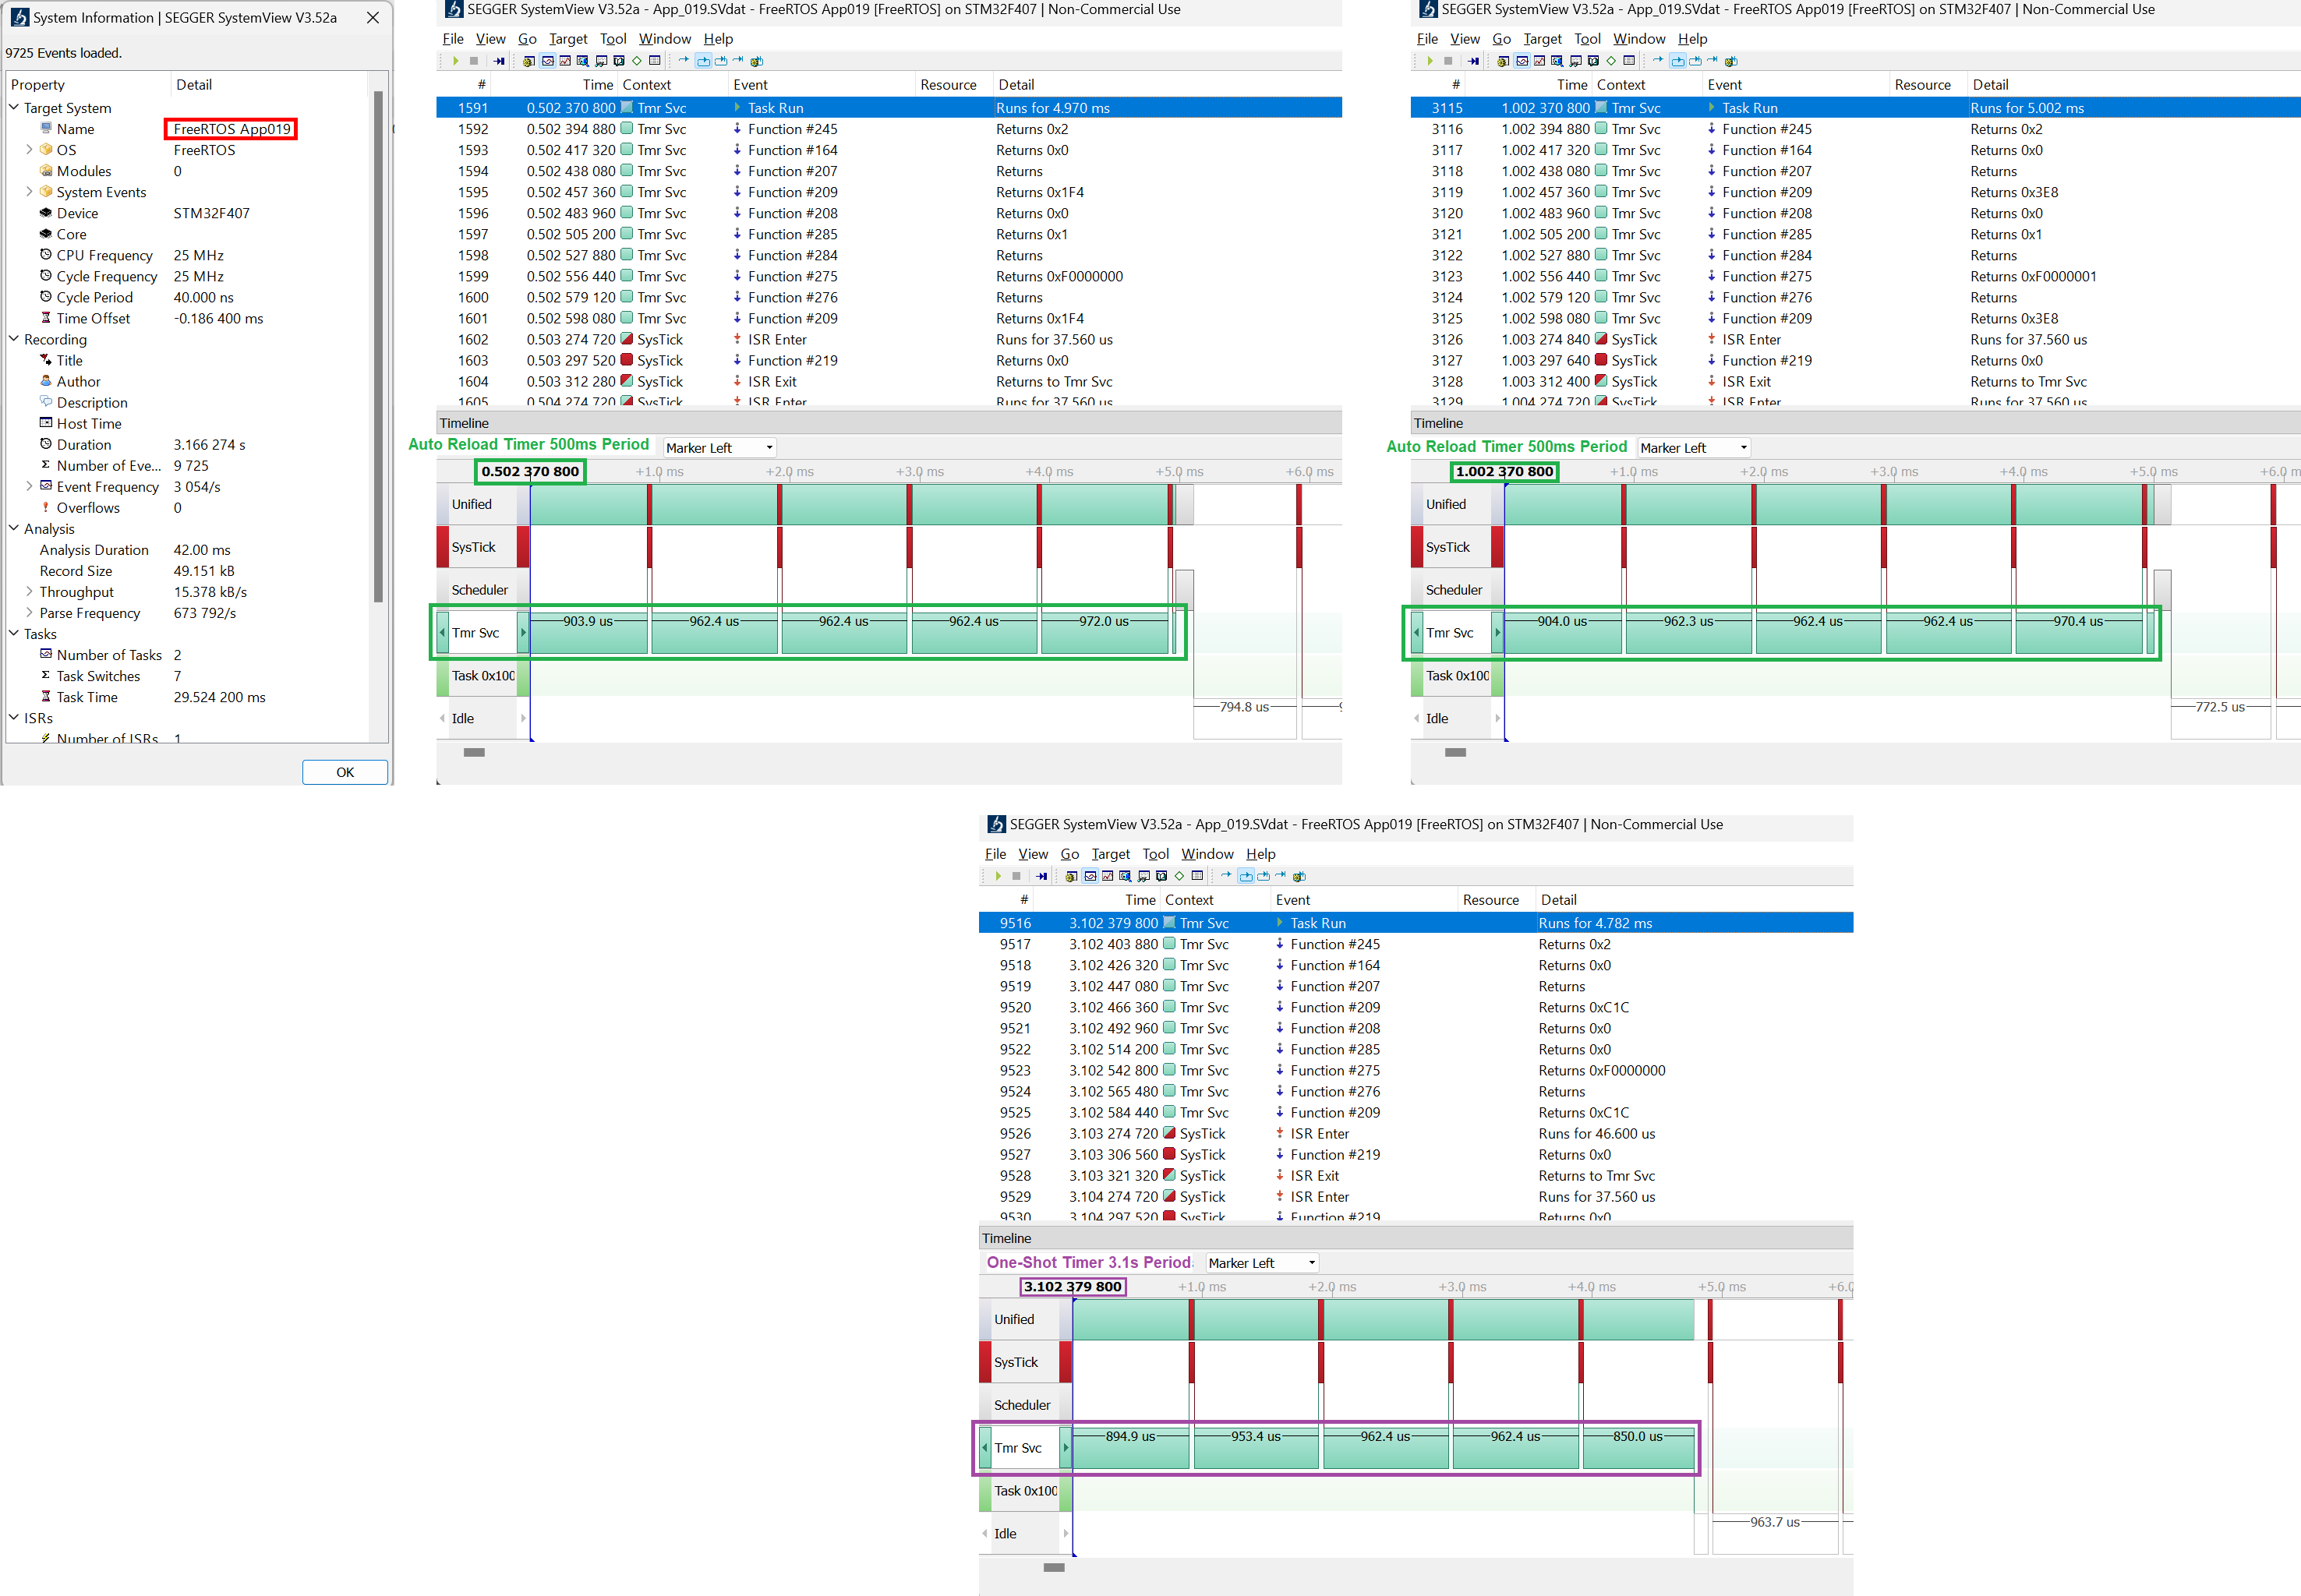 System Information | SEGGER SystemView V3.52a
9725 Events loaded.
Property Detail
Target System
Name FreeRTOS App019
OS FreeRTOS
Modules 0
System Events
Device STM32F407
Core
CPU Frequency 25 MHz
Cycle Frequency 25 MHz
Cycle Period 40.000 ns
Time Offset -0.186 400 ms
Recording
Title
Author
Description
Host Time
Duration 3.166 274 s
Number of Eve... 9 725
Event Frequency 3 054/s
Overflows 0
Analysis
Analysis Duration 42.00 ms
Record Size 49.151 kB
Throughput 15.378 kB/s
Parse Frequency 673 792/s
Tasks
Number of Tasks 2
Task Switches 7
Task Time 29.524 200 ms
ISRs
Number of ISRs 1
OK
SEGGER SystemView V3.52a - App_019.SVdat - FreeRTOS App019 [FreeRTOS] on STM32F407 | Non-Commercial Use
File View Go Target Tool Window Help
# Time Context Event Resource Detail
1591 0.502 370 800 Tmr Svc Task Run Runs for 4.970 ms
1592 0.502 394 880 Tmr Svc Function #245 Returns 0x2
1593 0.502 417 320 Tmr Svc Function #164 Returns 0x0
1594 0.502 438 080 Tmr Svc Function #207 Returns
1595 0.502 457 360 Tmr Svc Function #209 Returns 0x1F4
1596 0.502 483 960 Tmr Svc Function #208 Returns 0x0
1597 0.502 505 200 Tmr Svc Function #285 Returns 0x1
1598 0.502 527 880 Tmr Svc Function #284 Returns
1599 0.502 556 440 Tmr Svc Function #275 Returns 0xF0000000
1600 0.502 579 120 Tmr Svc Function #276 Returns
1601 0.502 598 080 Tmr Svc Function #209 Returns 0x1F4
1602 0.503 274 720 SysTick ISR Enter Runs for 37.560 us
1603 0.503 297 520 SysTick Function #219 Returns 0x0
1604 0.503 312 280 SysTick ISR Exit Returns to Tmr Svc
1605 0.504 274 720 SysTick ISR Enter Runs for 37.560 us
Timeline
Auto Reload Timer 500ms Period Marker Left
0.502 370 800 +1.0 ms +2.0 ms +3.0 ms +4.0 ms +5.0 ms +6.0 ms
Unified
SysTick
Scheduler
Tmr Svc 903.9 us 962.4 us 962.4 us 962.4 us 972.0 us
Task 0x100
Idle 794.8 us
SEGGER SystemView V3.52a - App_019.SVdat - FreeRTOS App019 [FreeRTOS] on STM32F407 | Non-Commercial Use
File View Go Target Tool Window Help
# Time Context Event Resource Detail
3115 1.002 370 800 Tmr Svc Task Run Runs for 5.002 ms
3116 1.002 394 880 Tmr Svc Function #245 Returns 0x2
3117 1.002 417 320 Tmr Svc Function #164 Returns 0x0
3118 1.002 438 080 Tmr Svc Function #207 Returns
3119 1.002 457 360 Tmr Svc Function #209 Returns 0x3E8
3120 1.002 483 960 Tmr Svc Function #208 Returns 0x0
3121 1.002 505 200 Tmr Svc Function #285 Returns 0x1
3122 1.002 527 880 Tmr Svc Function #284 Returns
3123 1.002 556 440 Tmr Svc Function #275 Returns 0xF0000001
3124 1.002 579 120 Tmr Svc Function #276 Returns
3125 1.002 598 080 Tmr Svc Function #209 Returns 0x3E8
3126 1.003 274 840 SysTick ISR Enter Runs for 37.560 us
3127 1.003 297 640 SysTick Function #219 Returns 0x0
3128 1.003 312 400 SysTick ISR Exit Returns to Tmr Svc
3129 1.004 274 720 SysTick ISR Enter Runs for 37.560 us
Timeline
Auto Reload Timer 500ms Period Marker Left
1.002 370 800 +1.0 ms +2.0 ms +3.0 ms +4.0 ms +5.0 ms +6.0 m
Unified
SysTick
Scheduler
Tmr Svc 904.0 us 962.3 us 962.4 us 962.4 us 970.4 us
Task 0x100
Idle 772.5 us
SEGGER SystemView V3.52a - App_019.SVdat - FreeRTOS App019 [FreeRTOS] on STM32F407 | Non-Commercial Use
File View Go Target Tool Window Help
# Time Context Event Resource Detail
9516 3.102 379 800 Tmr Svc Task Run Runs for 4.782 ms
9517 3.102 403 880 Tmr Svc Function #245 Returns 0x2
9518 3.102 426 320 Tmr Svc Function #164 Returns 0x0
9519 3.102 447 080 Tmr Svc Function #207 Returns
9520 3.102 466 360 Tmr Svc Function #209 Returns 0xC1C
9521 3.102 492 960 Tmr Svc Function #208 Returns 0x0
9522 3.102 514 200 Tmr Svc Function #285 Returns 0x0
9523 3.102 542 800 Tmr Svc Function #275 Returns 0xF0000000
9524 3.102 565 480 Tmr Svc Function #276 Returns
9525 3.102 584 440 Tmr Svc Function #209 Returns 0xC1C
9526 3.103 274 720 SysTick ISR Enter Runs for 46.600 us
9527 3.103 306 560 SysTick Function #219 Returns 0x0
9528 3.103 321 320 SysTick ISR Exit Returns to Tmr Svc
9529 3.104 274 720 SysTick ISR Enter Runs for 37.560 us
9530 3.104 297 520 SysTick Function #219 Returns 0x0
Timeline
One-Shot Timer 3.1s Period Marker Left
3.102 379 800 +1.0 ms +2.0 ms +3.0 ms +4.0 ms +5.0 ms +6.0
Unified
SysTick
Scheduler
Tmr Svc 894.9 us 953.4 us 962.4 us 962.4 us 850.0 us
Task 0x100
Idle 963.7 us